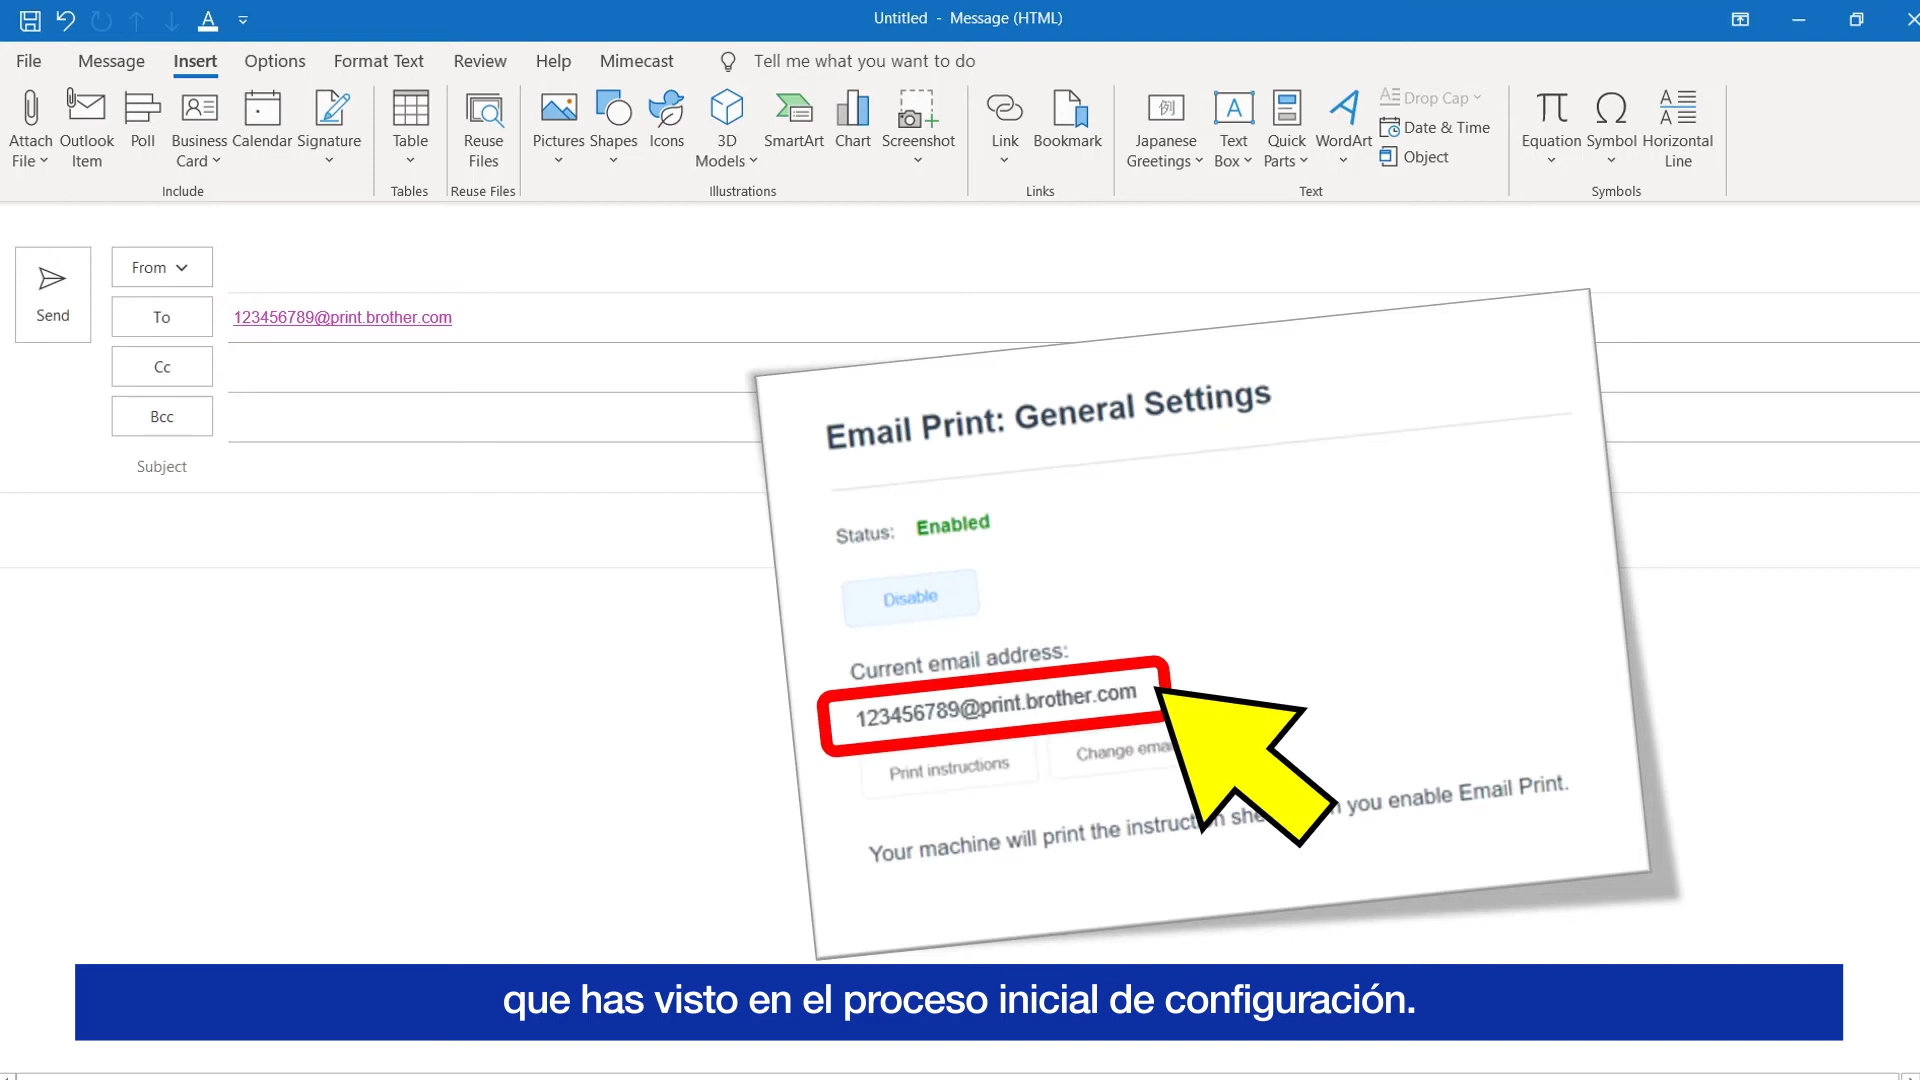 Untitled - Message (HTML)
File Message Insert Options Format Text Review Help Mimecast Tell me what you want to do
Attach File
Outlook Item
Poll
Business Card
Calendar
Signature
Table
Reuse Files
Pictures
Shapes
Icons
3D Models
SmartArt
Chart
Screenshot
Link
Bookmark
例
Japanese Greetings
A
Text Box
Quick Parts
WordArt
Drop Cap
Date & Time
Object
Equation
Symbol
Horizontal Line
Include
Tables
Reuse Files
Illustrations
Links
Text
Symbols
Send
From
To
123456789@print.brother.com
Cc
Bcc
Subject
Email Print: General Settings
Status: Enabled
Disable
Current email address:
123456789@print.brother.com
Print instructions
Change
Your machine will print the you enable Email Print.
que has visto en el proceso inicial de configuración.